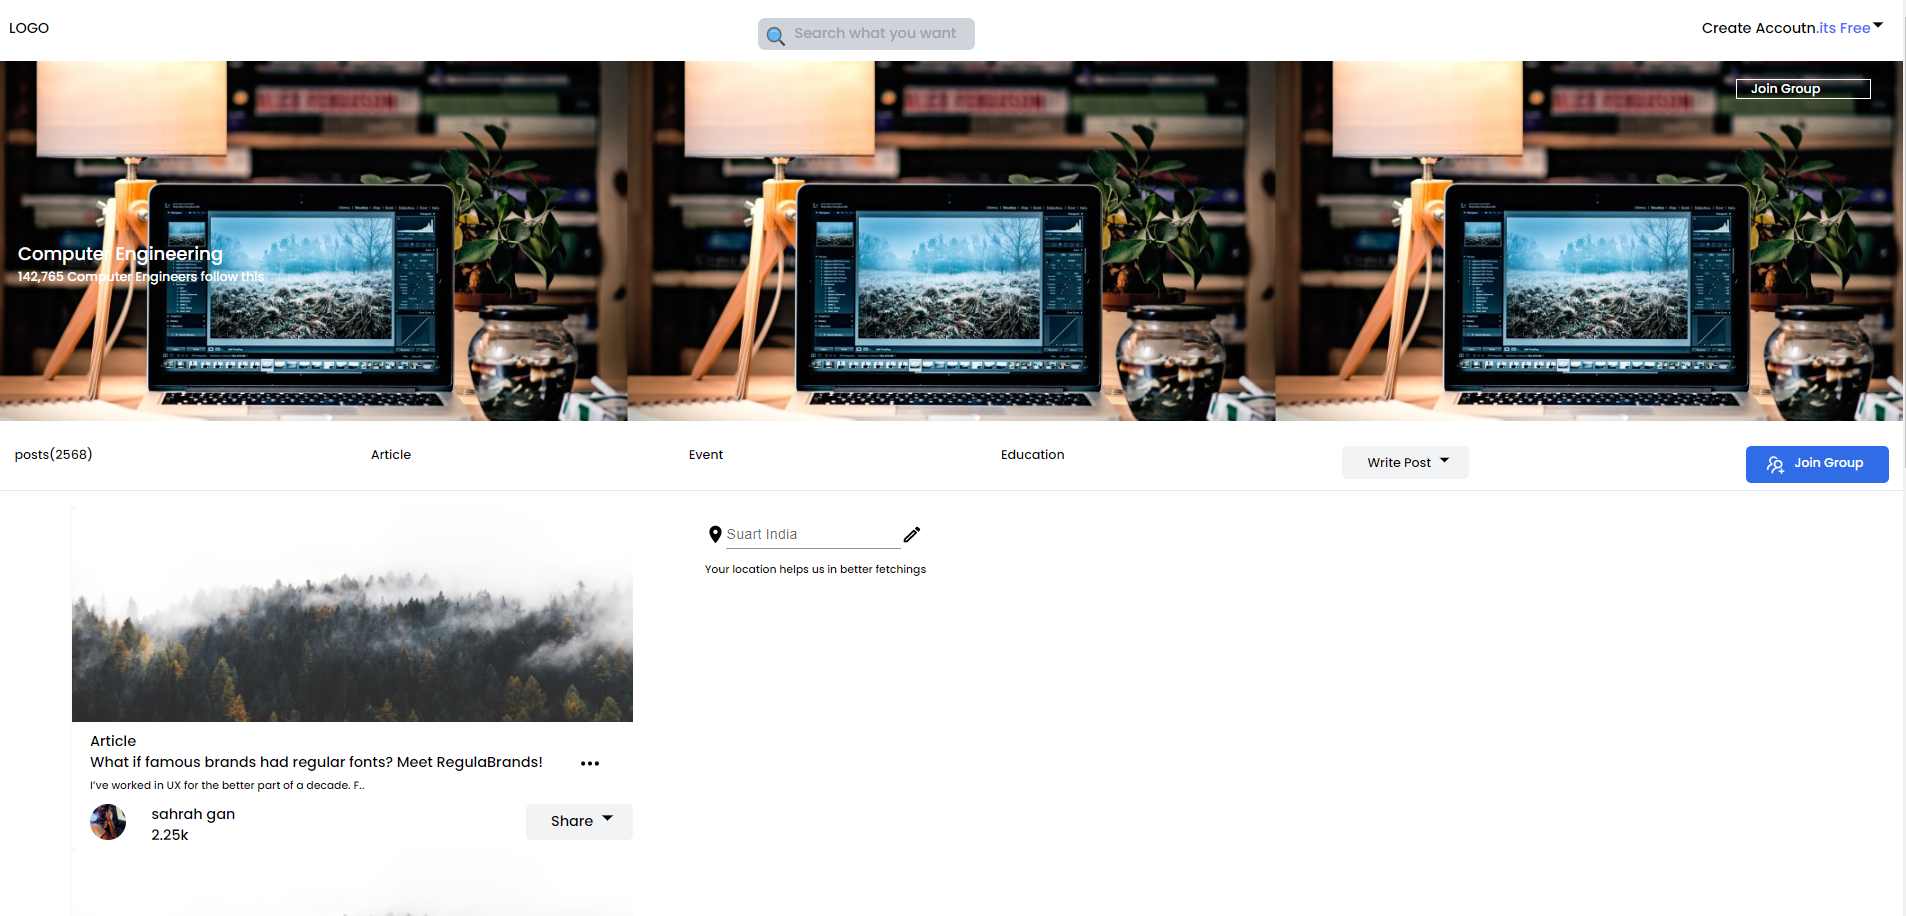 LOGO
Search what you want
Create Accoutn.its Free
Join Group
Computer Engineering
142,765 Computer Engineers follow this
posts(2568)
Article
Event
Education
Write Post
Join Group
Suart India
Your location helps us in better fetchings
Article
What if famous brands had regular fonts? Meet RegulaBrands!
I've worked in UX for the better part of a decade. F..
sahrah gan
2.25k
Share